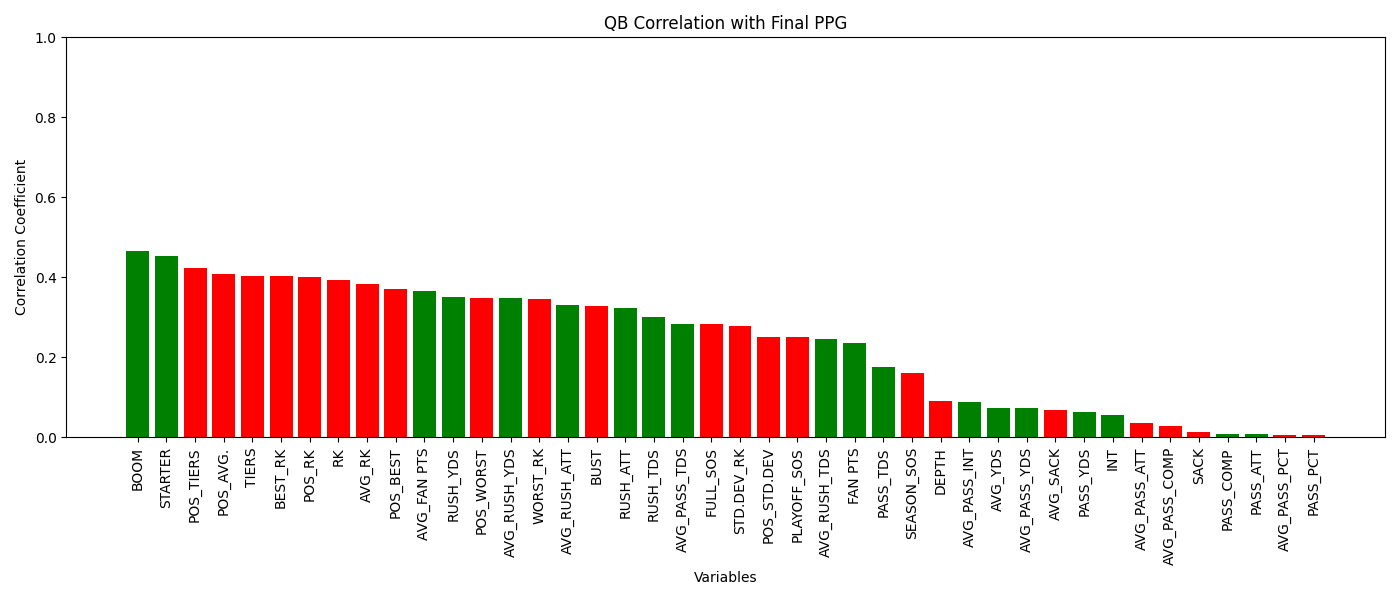 QB Correlation with Final PPG
Correlation Coefficient
1.0
0.8
0.6
0.4
0.2
0.0
BOOM
STARTER
POS_TIERS
POS_AVG.
TIERS
BEST_RK
POS_RK
RK
AVG_RK
POS_BEST
AVG_FAN PTS
RUSH_YDS
POS_WORST
AVG_RUSH_YDS
WORST_RK
AVG_RUSH_ATT
BUST
RUSH_ATT
RUSH_TDS
AVG_PASS_TDS
FULL_SOS
STD.DEV_RK
POS_STD.DEV
PLAYOFF_SOS
AVG_RUSH_TDS
FAN PTS
PASS_TDS
SEASON_SOS
DEPTH
AVG_PASS_INT
AVG_YDS
AVG_PASS_YDS
AVG_SACK
PASS_YDS
INT
AVG_PASS_ATT
AVG_PASS_COMP
SACK
PASS_COMP
PASS_ATT
AVG_PASS_PCT
PASS_PCT
Variables